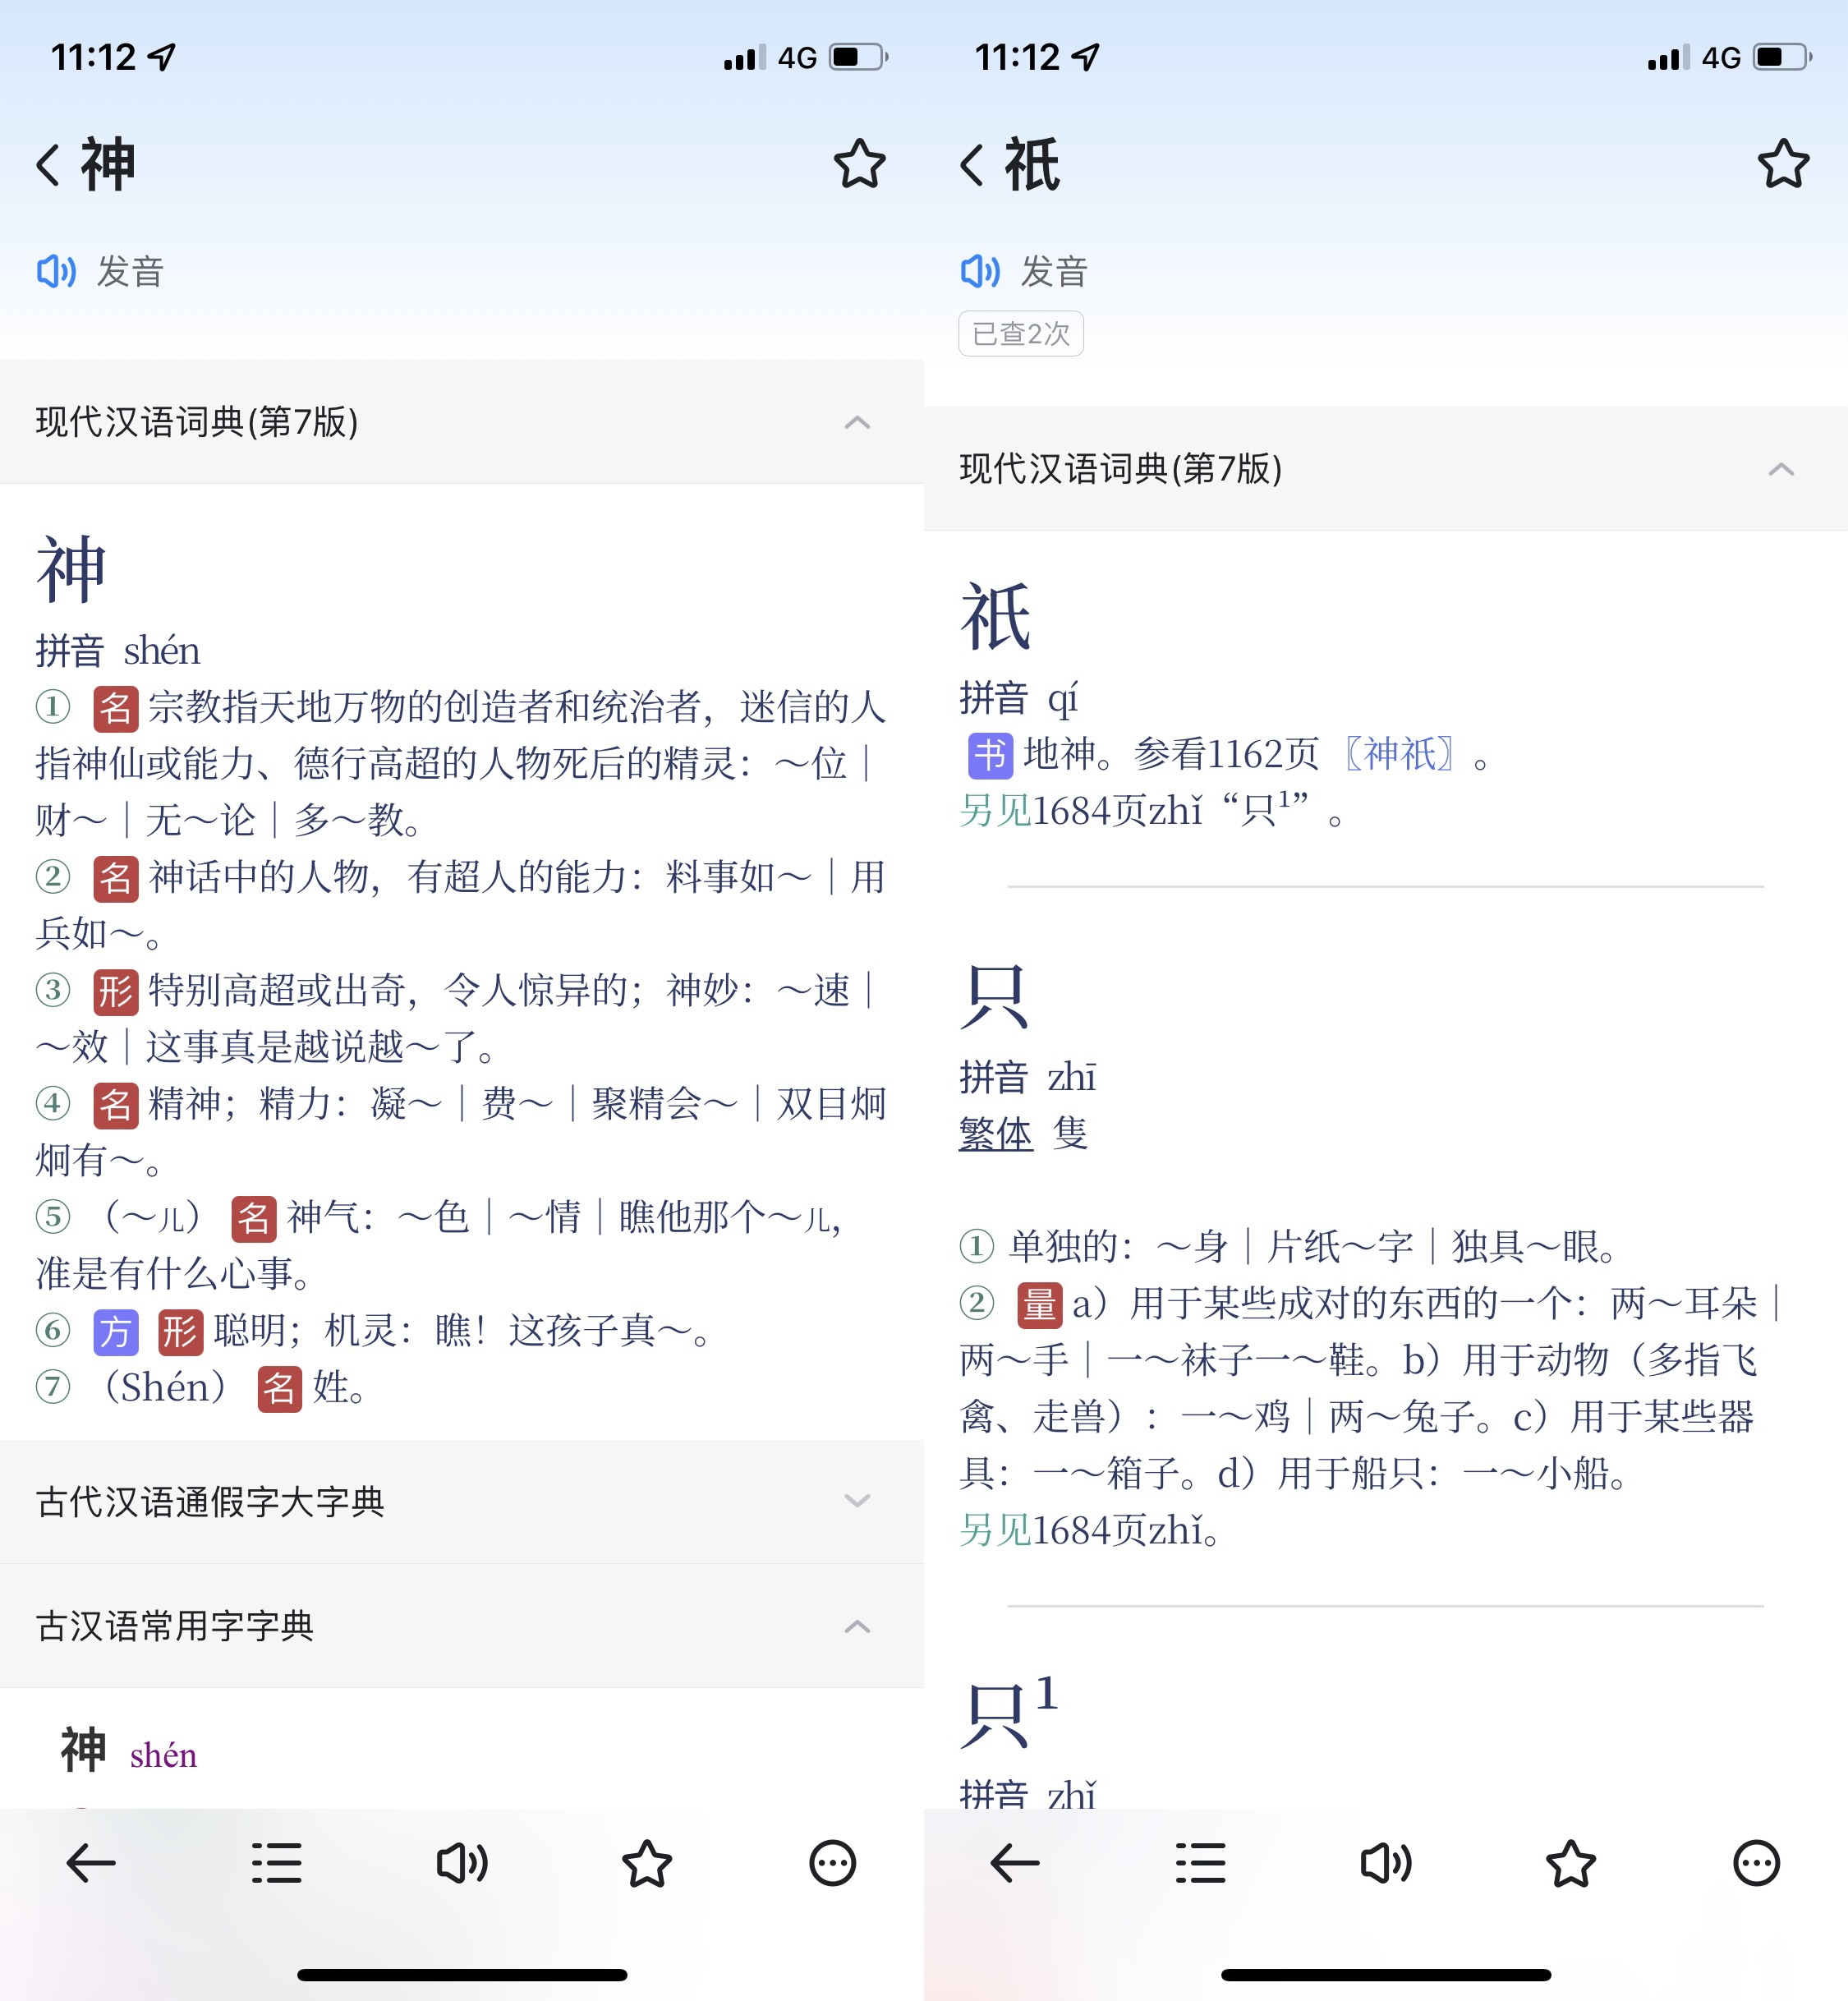 11:12
4G
神
发音
现代汉语词典(第7版)
神
拼音 shén
① 名 宗教指天地万物的创造者和统治者，迷信的人
指神仙或能力、德行高超的人物死后的精灵：～位｜
财～｜无～论｜多～教。
② 名 神话中的人物，有超人的能力：料事如～｜用
兵如～。
③ 形 特别高超或出奇，令人惊异的；神妙：～速｜
～效｜这事真是越说越～了。
④ 名 精神；精力：凝～｜费～｜聚精会～｜双目炯
炯有～。
⑤ （～儿） 名 神气：～色｜～情｜瞧他那个～儿，
准是有什么心事。
⑥ 方 形 聪明；机灵：瞧！这孩子真～。
⑦ （Shén） 名 姓。
古代汉语通假字大字典
古汉语常用字字典
神 shén
11:12
4G
祇
发音
已查2次
现代汉语词典(第7版)
祇
拼音 qí
书 地神。参看1162页〖神祇〗。
另见1684页zhǐ“只¹”。
只
拼音 zhī
繁体 隻
① 单独的：～身｜片纸～字｜独具～眼。
② 量 a）用于某些成对的东西的一个：两～耳朵｜
两～手｜一～袜子一～鞋。b）用于动物（多指飞
禽、走兽）：一～鸡｜两～兔子。c）用于某些器
具：一～箱子。d）用于船只：一～小船。
另见1684页zhǐ。
只¹
拼音 zhǐ